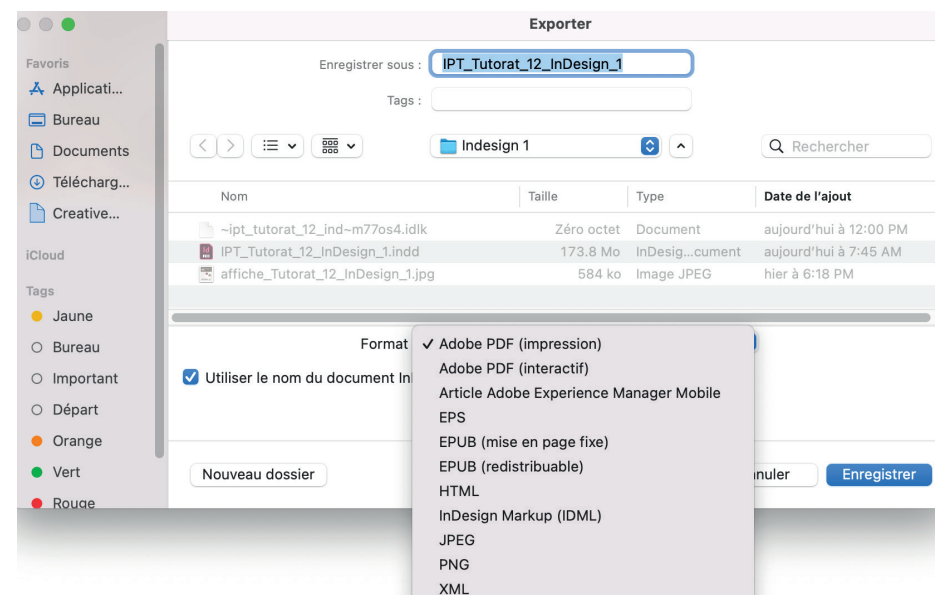 Exporter
Enregistrer sous :
IPT_Tutorat_12_InDesign_1
Tags :
Indesign 1
Rechercher
Favoris
Applicati...
Bureau
Documents
Télécharg...
Creative...
iCloud
Tags
Jaune
Bureau
Important
Départ
Orange
Vert
Rouge
Nom Taille Type Date de l'ajout
~ipt_tutorat_12_ind~m77os4.idlk Zéro octet Document aujourd'hui à 12:00 PM
IPT_Tutorat_12_InDesign_1.indd 173.8 Mo InDesig...cument aujourd'hui à 7:45 AM
affiche_Tutorat_12_InDesign_1.jpg 584 ko Image JPEG hier à 6:18 PM
Format
✓ Adobe PDF (impression)
Adobe PDF (interactif)
Article Adobe Experience Manager Mobile
EPS
EPUB (mise en page fixe)
EPUB (redistribuable)
HTML
InDesign Markup (IDML)
JPEG
PNG
XML
Utiliser le nom du document In
Nouveau dossier
nuler
Enregistrer